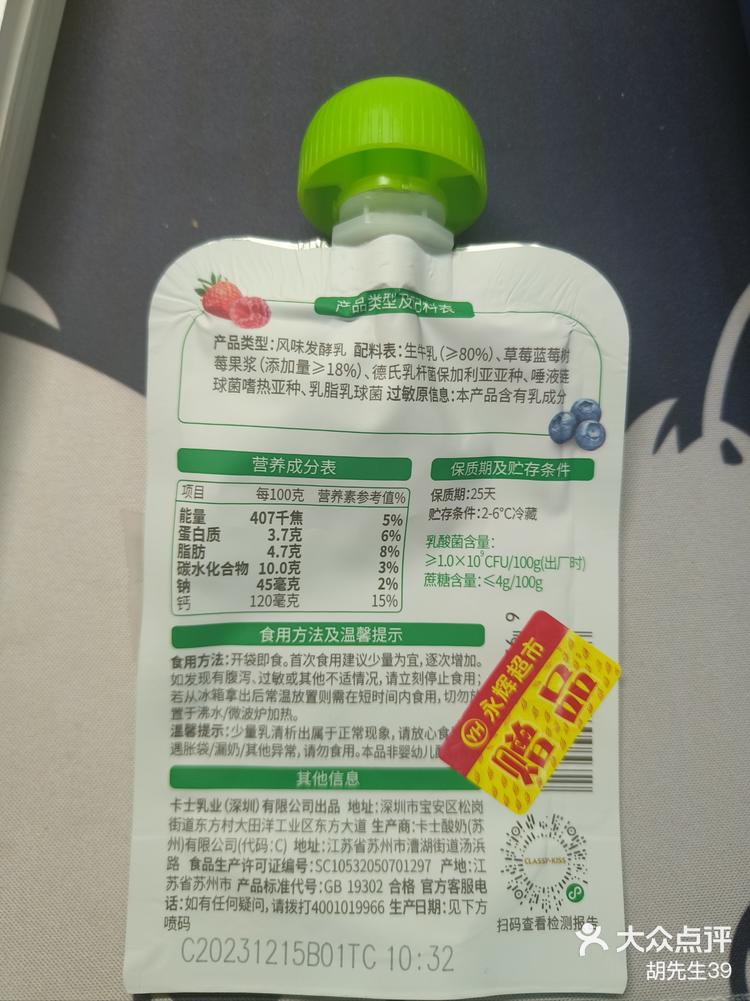 产品类型及配料表
产品类型：风味发酵乳 配料表：生牛乳（≥80%）、草莓蓝莓树
莓果浆（添加量≥18%）、德氏乳杆菌保加利亚亚种、唾液链
球菌嗜热亚种、乳脂乳球菌 过敏原信息：本产品含有乳成分
营养成分表
项目 每100克 营养素参考值%
能量 407千焦 5%
蛋白质 3.7克 6%
脂肪 4.7克 8%
碳水化合物 10.0克 3%
钠 45毫克 2%
钙 120毫克 15%
保质期及贮存条件
保质期：25天
贮存条件：2-6℃冷藏
乳酸菌含量：
≥1.0×10⁹CFU/100g(出厂时)
蔗糖含量：≤4g/100g
食用方法及温馨提示
食用方法：开袋即食。首次食用建议少量为宜，逐次增加。
如发现有腹泻、过敏或其他不适情况，请立刻停止食用；
若从冰箱拿出后常温放置则需在短时间内食用，切勿放
置于沸水/微波炉加热。
温馨提示：少量乳清析出属于正常现象，请放心食
遇胀袋/漏奶/其他异常，请勿食用。本品非婴幼儿
永辉超市
YH
赠品
6
其他信息
卡士乳业（深圳）有限公司出品 地址：深圳市宝安区松岗
街道东方村大田洋工业区东方大道 生产商：卡士酸奶（苏
州）有限公司（代码：C） 地址：江苏省苏州市漕湖街道汤浜
路 食品生产许可证编号：SC10532050701297 产地：江
苏省苏州市 产品标准代号：GB 19302 合格 官方客服电
话：如有任何疑问，请拨打4001019966 生产日期：见下方
喷码
CLASSY·KISS
扫码查看检测报告
C20231215B01TC 10:32
大众点评
胡先生39